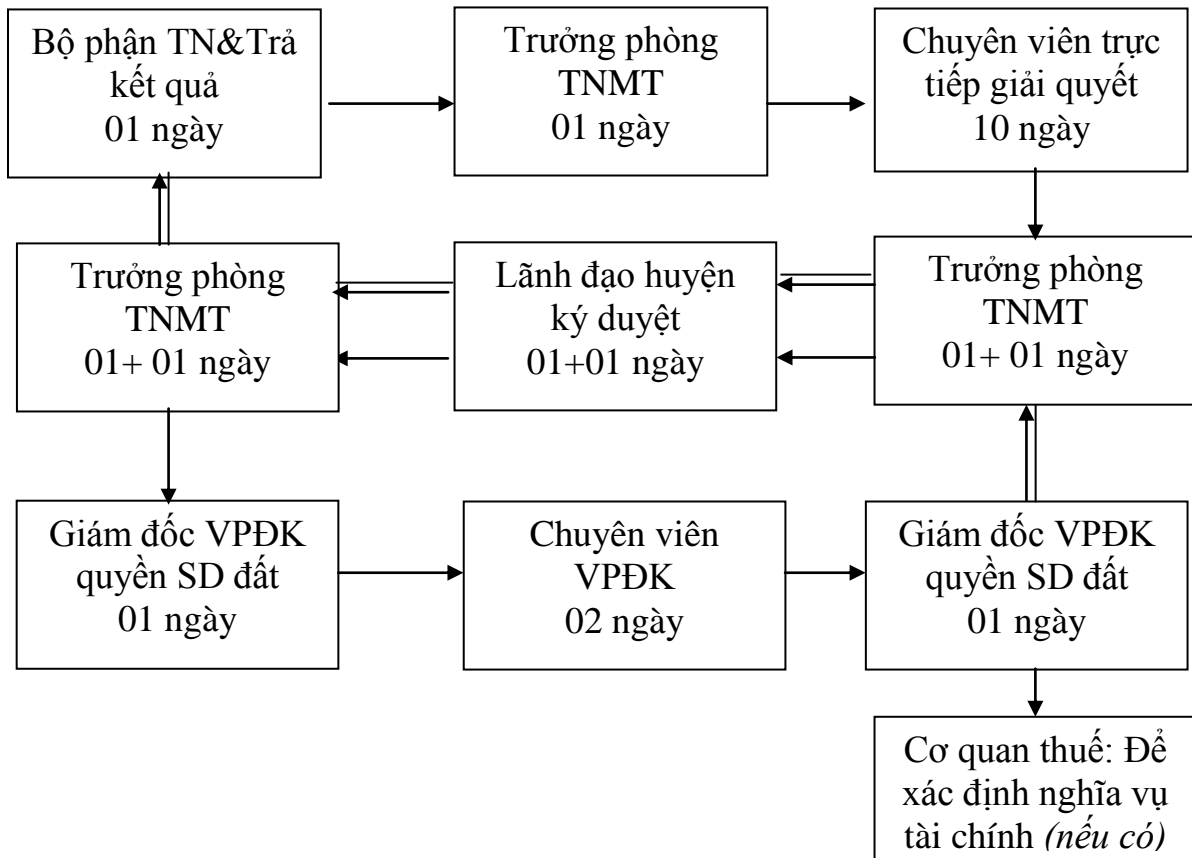 Bộ phận TN&Trả
kết quả
01 ngày
Trưởng phòng
TNMT
01 ngày
Chuyên viên trực
tiếp giải quyết
10 ngày
Trưởng phòng
TNMT
01+ 01 ngày
Lãnh đạo huyện
ký duyệt
01+01 ngày
Trưởng phòng
TNMT
01+ 01 ngày
Giám đốc VPĐK
quyền SD đất
01 ngày
Chuyên viên
VPĐK
02 ngày
Giám đốc VPĐK
quyền SD đất
01 ngày
Cơ quan thuế: Để
xác định nghĩa vụ
tài chính (nếu có)